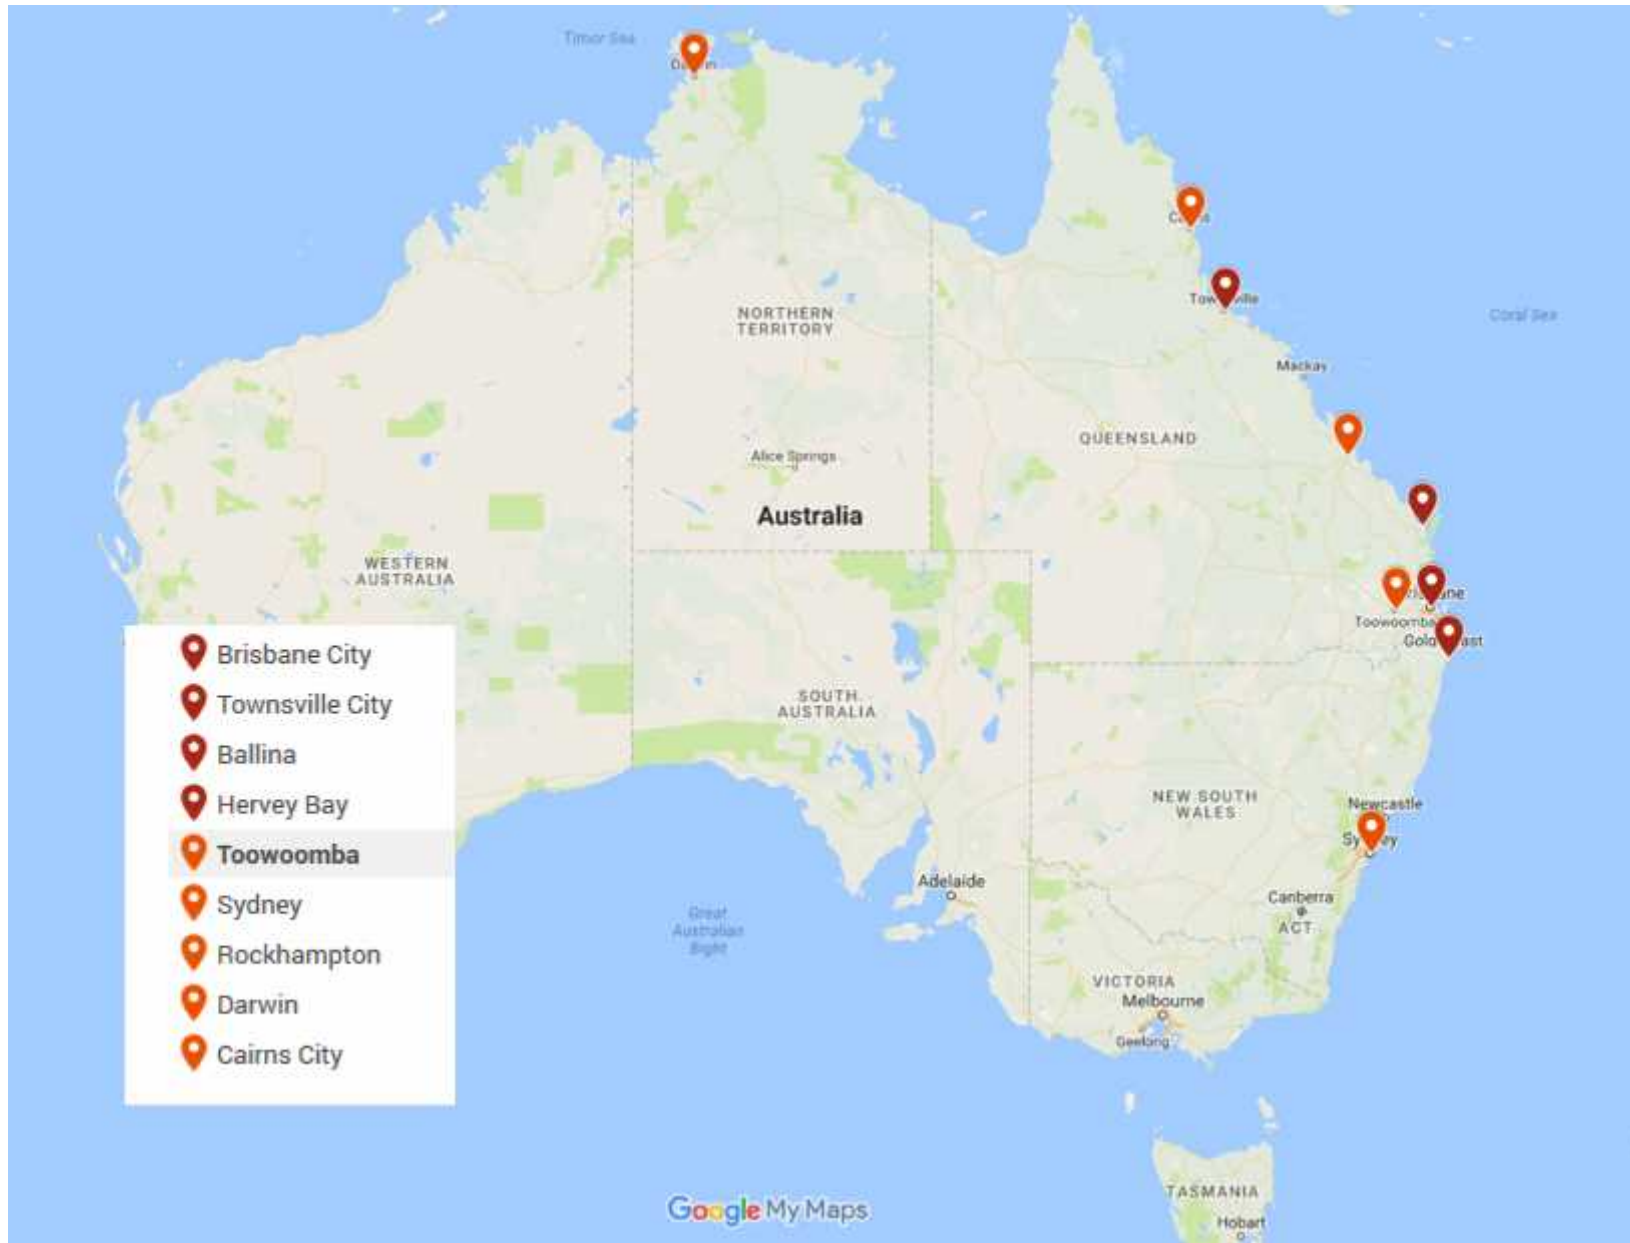 Timor Sea
NORTHERN
TERRITORY
Coral Sea
Mackay
QUEENSLAND
Alice Springs
Australia
WESTERN
AUSTRALIA
Toowoomba
SOUTH
AUSTRALIA
NEW SOUTH
WALES
Newcastle
Adelaide
Canberra
ACT
Great
Australian
Bight
VICTORIA
Melbourne
Geelong
TASMANIA
Hobart
Brisbane City
Townsville City
Ballina
Hervey Bay
Toowoomba
Sydney
Rockhampton
Darwin
Cairns City
Google My Maps